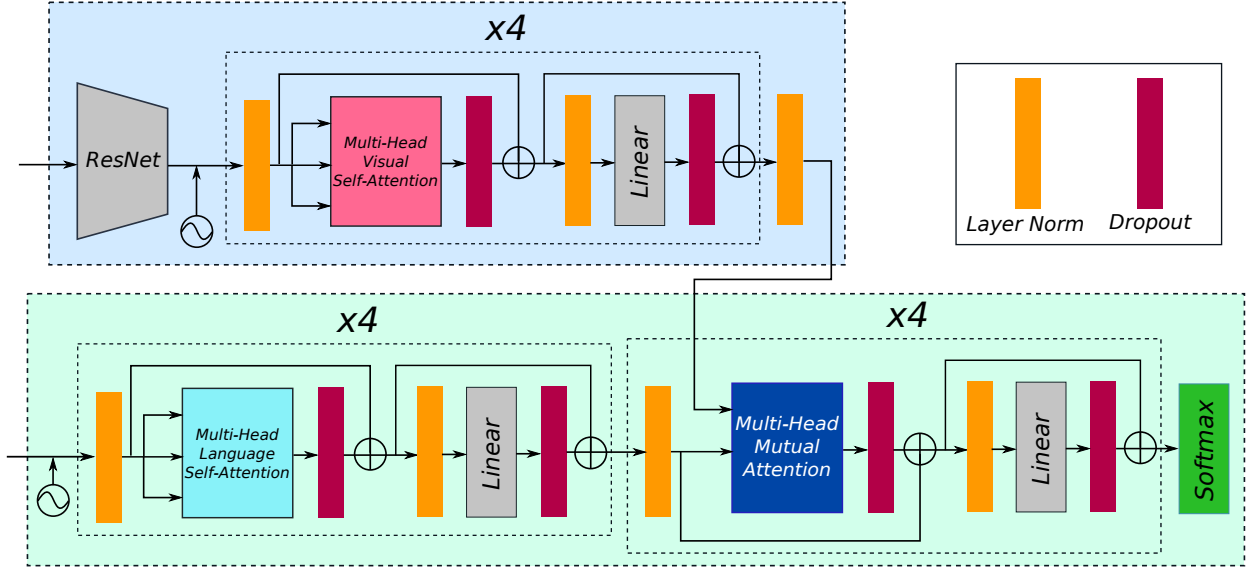 x4
ResNet
Multi-Head
Visual
Self-Attention
Linear
Layer Norm
Dropout
x4
x4
Multi-Head
Language
Self-Attention
Linear
Multi-Head
Mutual
Attention
Linear
Softmax